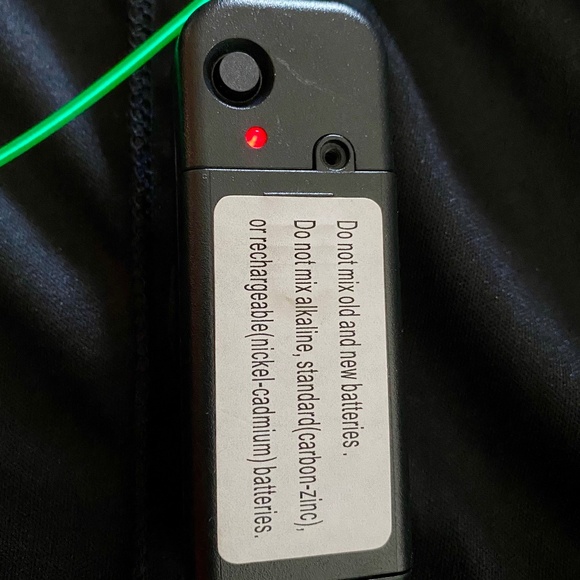 Do not mix old and new batteries .
Do not mix alkaline, standard(carbon-zinc),
or rechargeable(nickel-cadmium) batteries.